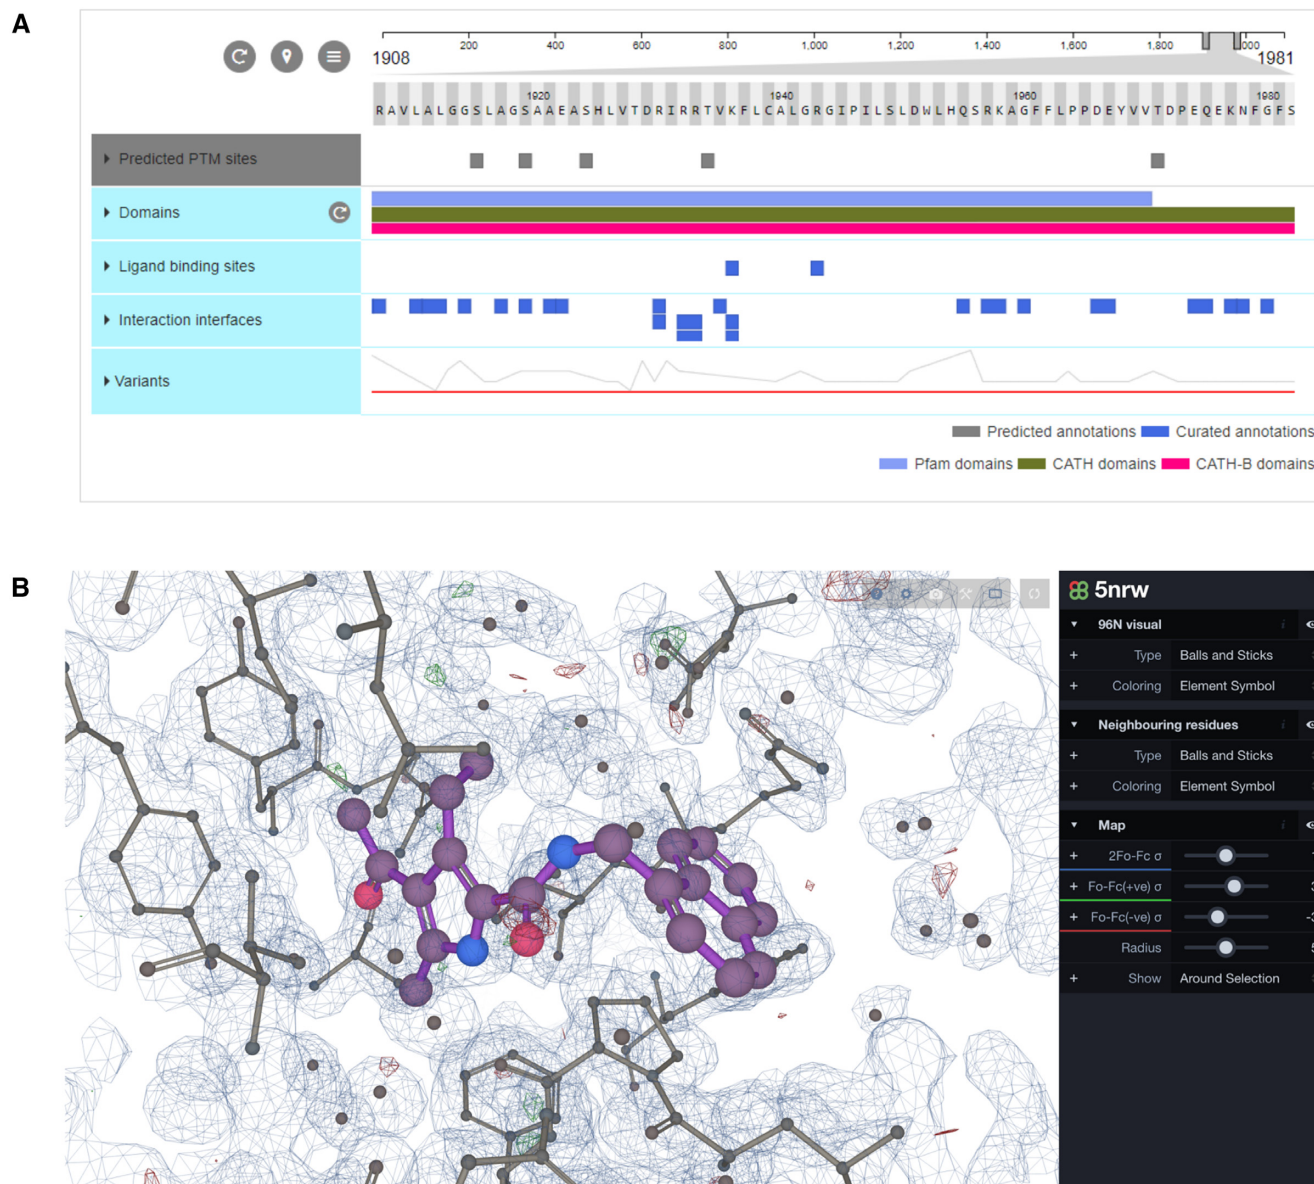 A
200 400 600 800 1,000 1,200 1,400 1,600 1,800 ,000
1908 1981
1920 1940 1960 1980
R A V L A L G G S L A G S A A E A S H L V T D R I R R T V K F L C A L G R G I P I L S L D W L H Q S R K A G F F L P P D E Y V V T D P E Q E K N F G F S
Predicted PTM sites
Domains
Ligand binding sites
Interaction interfaces
Variants
Predicted annotations Curated annotations
Pfam domains CATH domains CATH-B domains
B
5nrw
96N visual
+ Type Balls and Sticks
+ Coloring Element Symbol
Neighbouring residues
+ Type Balls and Sticks
+ Coloring Element Symbol
Map
+ 2Fo-Fc σ
+ Fo-Fc(+ve) σ
+ Fo-Fc(-ve) σ
Radius
+ Show Around Selection